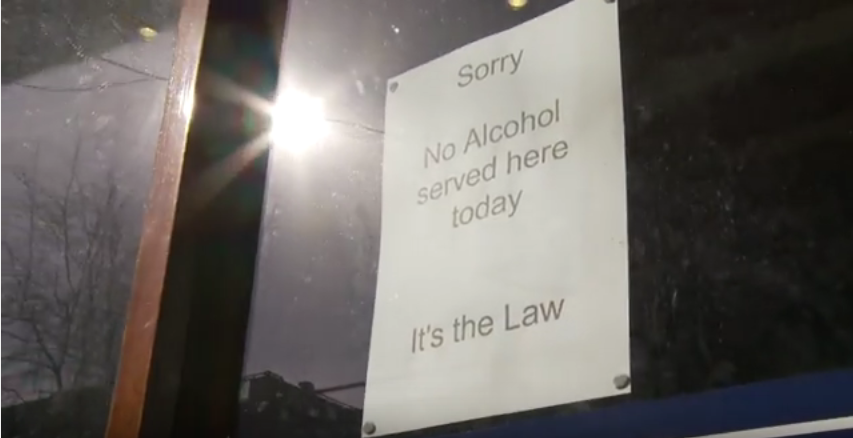 Sorry
No Alcohol
served here
today
It's the Law